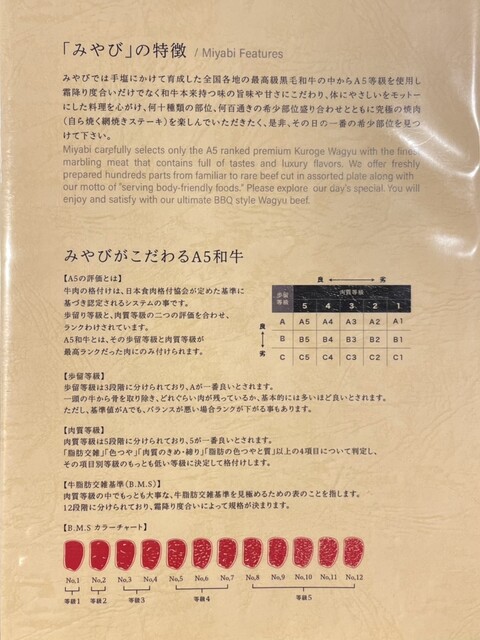 「みやび」の特徴 / Miyabi Features
みやびでは手塩にかけて育成した全国各地の最高級黒毛和牛の中からA5等級を使用し
霜降り度合いだけでなく和牛本来持つ味の旨味や甘さにこだわり、体にやさしいをモットー
にした料理を心がけ、何十種類の部位、何百通きの希少部位盛り合わせとともに究極の焼肉
(自ら焼く網焼きステーキ)を楽しんでいただきたく、是非、その日の一番の希少部位を見つ
けて下さい。
Miyabi carefully selects only the A5 ranked premium Kuroge Wagyu with the finest
marbling meat that contains full of tastes and luxury flavors. We offer freshly
prepared hundreds parts from familiar to rare beef cut in assorted plate along with
our motto of "serving body-friendly foods." Please explore our day's special. You will
enjoy and satisfy with our ultimate BBQ style Wagyu beef.
みやびがこだわるA5和牛
【A5の評価とは】
牛肉の格付けは、日本食肉格付協会が定めた基準に
基づき認定されるシステムの事です。
歩留り等級と、肉質等級の二つの評価を合わせ、
ランクわけされています。
A5和牛とは、その歩留り等級と肉質等級が
最高ランクだった肉にのみ付けられます。
良 ⟷ 劣
歩留等級 肉質等級
5 4 3 2 1
良 ⟷ 劣
A A5 A4 A3 A2 A1
B B5 B4 B3 B2 B1
C C5 C4 C3 C2 C1
【歩留等級】
歩留等級は3段階に分けられており、Aが一番良いとされます。
一頭の牛から骨を取り除き、どれぐらい肉が残っているか、基本的には多いほど良いとされます。
ただし、基準値がAでも、バランスが悪い場合ランクが下がる事もあります。
【肉質等級】
肉質等級は5段階に分けられており、5が一番良いとされます。
「脂肪交雑」「色つや」「肉質のきめ・締り」「脂肪の色つやと質」以上の4項目について判定し、
その項目別等級のもっとも低い等級に決定して格付けします。
【牛脂肪交雑基準(B.M.S)】
肉質等級の中でもっとも大事な、牛脂肪交雑基準を見極めるための表のことを指します。
12段階に分けられており、霜降り度合いによって規格が決まります。
【B.M.S カラーチャート】
No,1 No,2 No,3 No,4 No,5 No,6 No,7 No,8 No,9 No,10 No,11 No,12
等級1 等級2 等級3 等級4 等級5